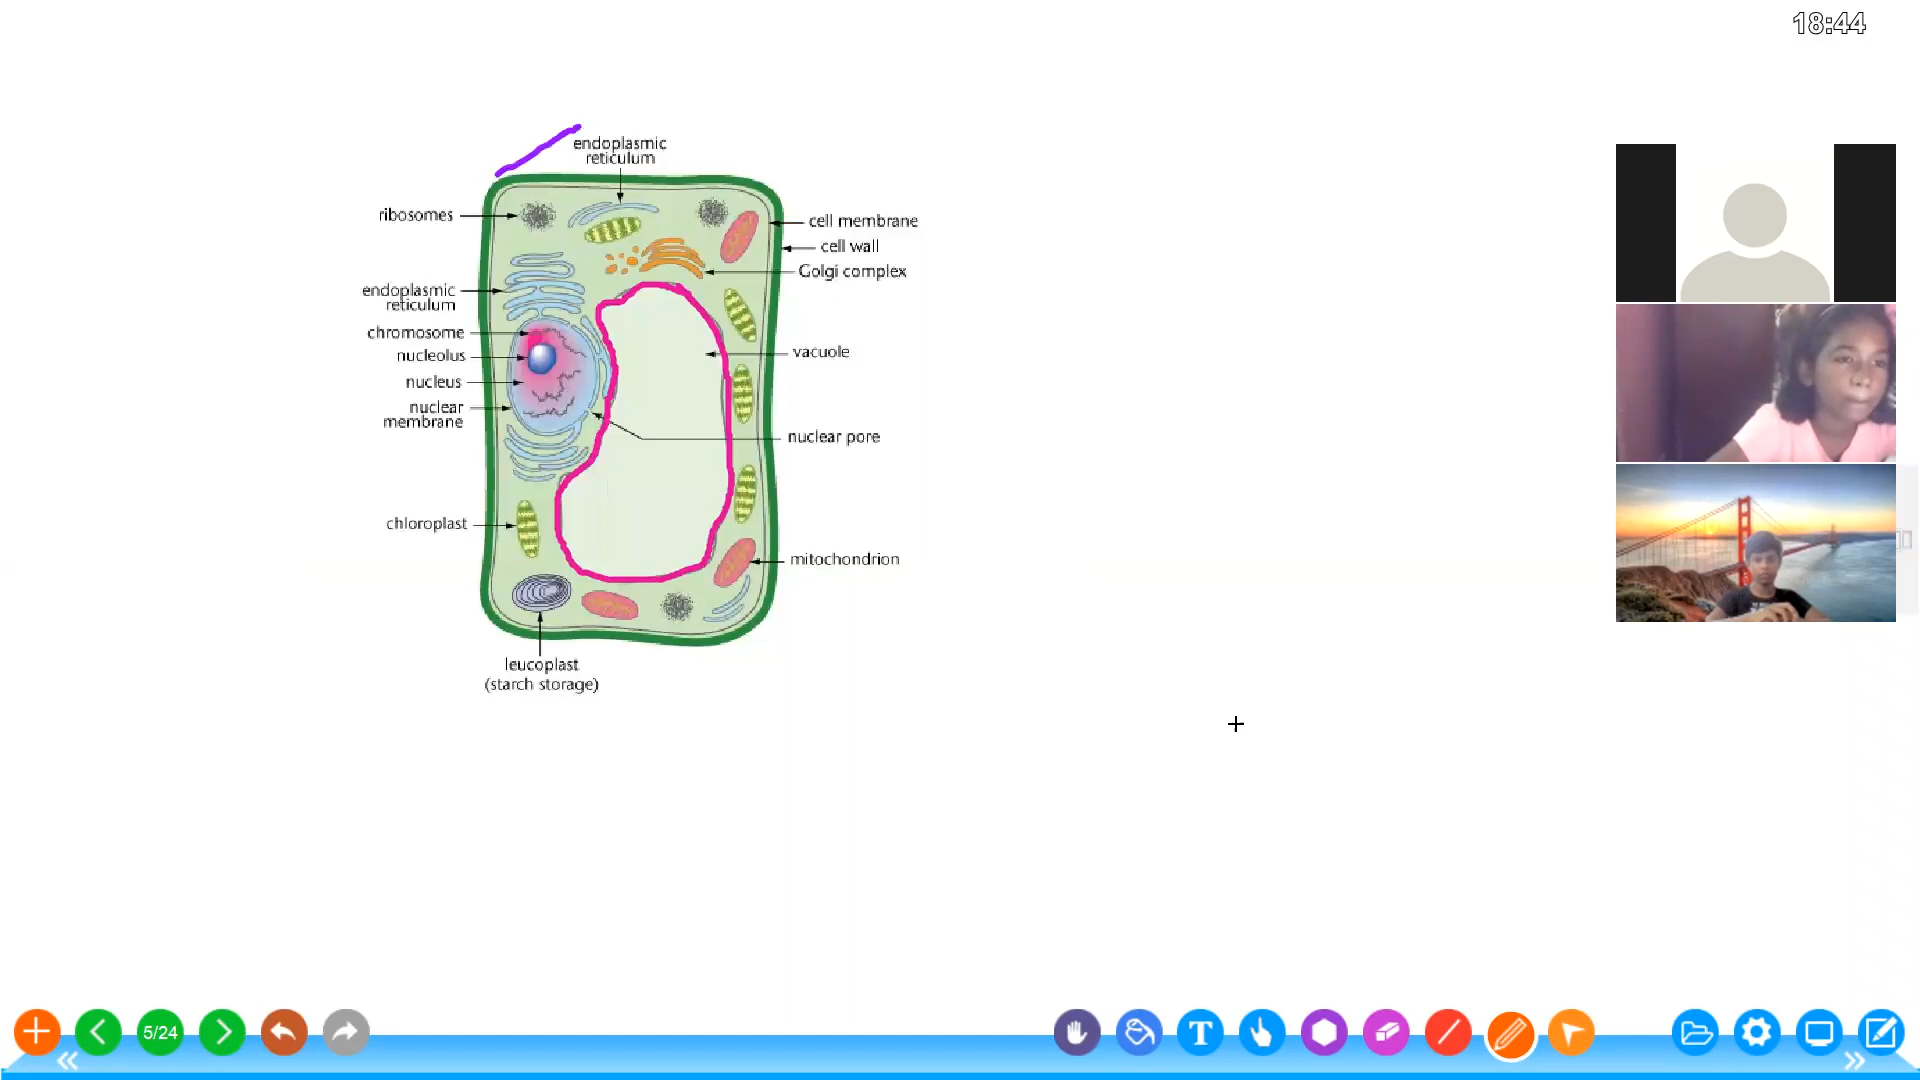 18:44
endoplasmic
reticulum
ribosomes
cell membrane
cell wall
Golgi complex
endoplasmic
reticulum
chromosome
nucleolus
vacuole
nucleus
nuclear
membrane
nuclear pore
chloroplast
mitochondrion
leucoplast
(starch storage)
5/24
T